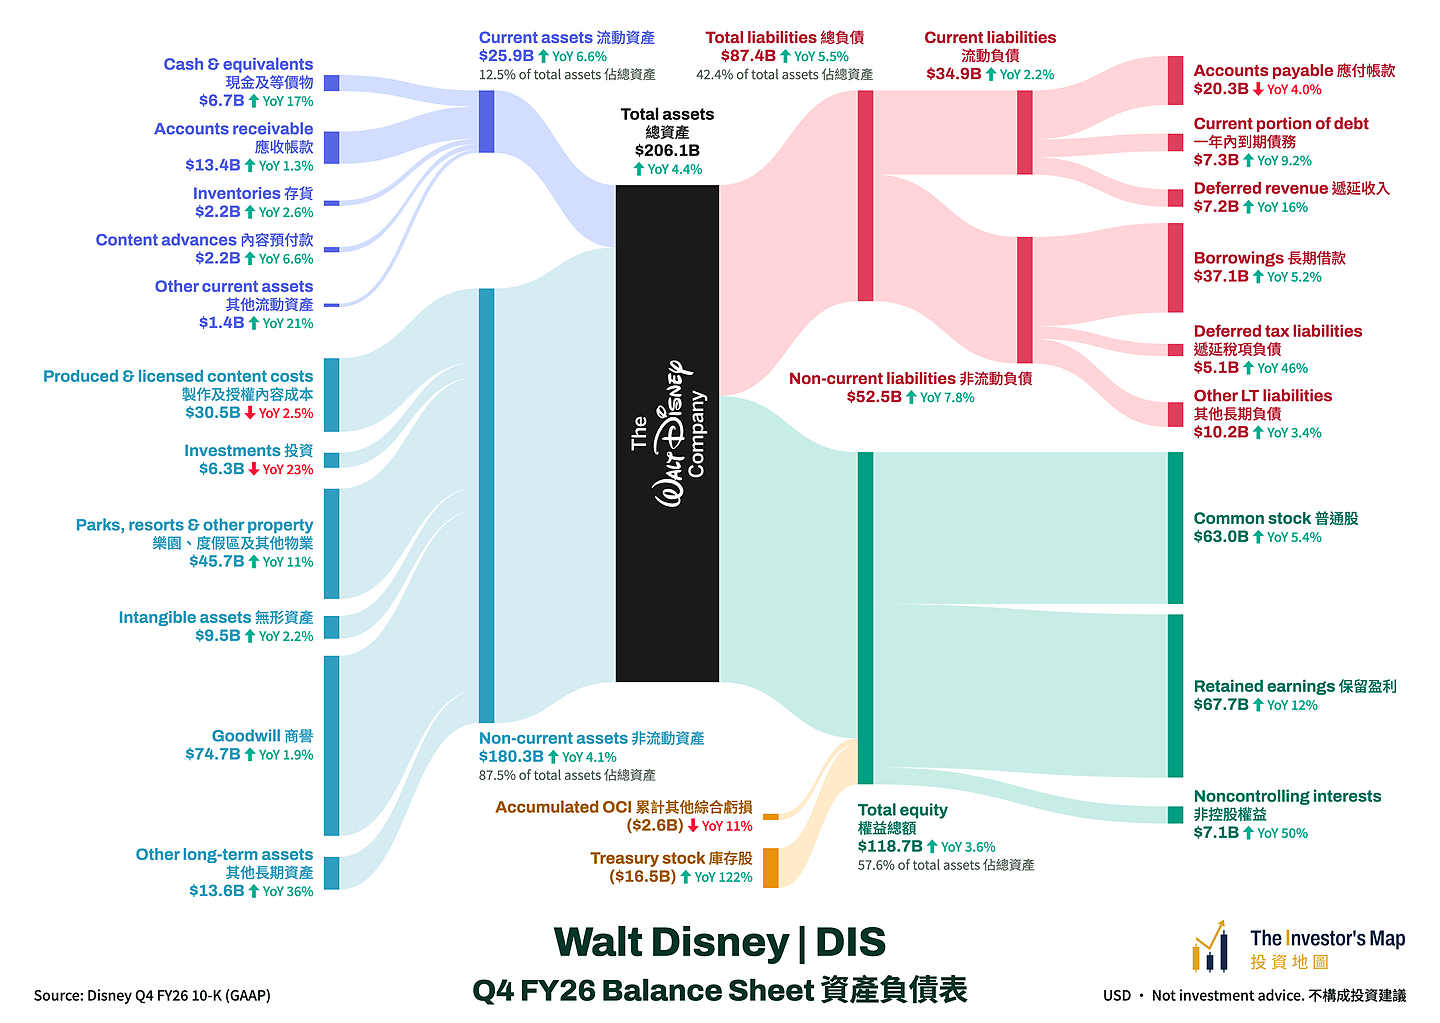 Cash & equivalents
現金及等價物
$6.7B ↑ YoY 17%
Accounts receivable
應收帳款
$13.4B ↑ YoY 1.3%
Inventories 存貨
$2.2B ↑ YoY 2.6%
Content advances 內容預付款
$2.2B ↑ YoY 6.6%
Other current assets
其他流動資產
$1.4B ↑ YoY 21%
Produced & licensed content costs
製作及授權內容成本
$30.5B ↓ YoY 2.5%
Investments 投資
$6.3B ↓ YoY 23%
Parks, resorts & other property
樂園、度假區及其他物業
$45.7B ↑ YoY 11%
Intangible assets 無形資產
$9.5B ↑ YoY 2.2%
Goodwill 商譽
$74.7B ↑ YoY 1.9%
Other long-term assets
其他長期資產
$13.6B ↑ YoY 36%
Current assets 流動資產
$25.9B ↑ YoY 6.6%
12.5% of total assets 佔總資產
Non-current assets 非流動資產
$180.3B ↑ YoY 4.1%
87.5% of total assets 佔總資產
Total assets
總資產
$206.1B
↑ YoY 4.4%
The
Walt Disney
Company
Total liabilities 總負債
$87.4B ↑ YoY 5.5%
42.4% of total assets 佔總資產
Current liabilities
流動負債
$34.9B ↑ YoY 2.2%
Non-current liabilities 非流動負債
$52.5B ↑ YoY 7.8%
Accumulated OCI 累計其他綜合虧損
($2.6B) ↓ YoY 11%
Treasury stock 庫存股
($16.5B) ↑ YoY 122%
Total equity
權益總額
$118.7B ↑ YoY 3.6%
57.6% of total assets 佔總資產
Accounts payable 應付帳款
$20.3B ↓ YoY 4.0%
Current portion of debt
一年內到期債務
$7.3B ↑ YoY 9.2%
Deferred revenue 遞延收入
$7.2B ↑ YoY 16%
Borrowings 長期借款
$37.1B ↑ YoY 5.2%
Deferred tax liabilities
遞延稅項負債
$5.1B ↑ YoY 46%
Other LT liabilities
其他長期負債
$10.2B ↑ YoY 3.4%
Common stock 普通股
$63.0B ↑ YoY 5.4%
Retained earnings 保留盈利
$67.7B ↑ YoY 12%
Noncontrolling interests
非控股權益
$7.1B ↑ YoY 50%
Walt Disney | DIS
Q4 FY26 Balance Sheet 資產負債表
Source: Disney Q4 FY26 10-K (GAAP)
The Investor's Map
投資地圖
USD • Not investment advice. 不構成投資建議